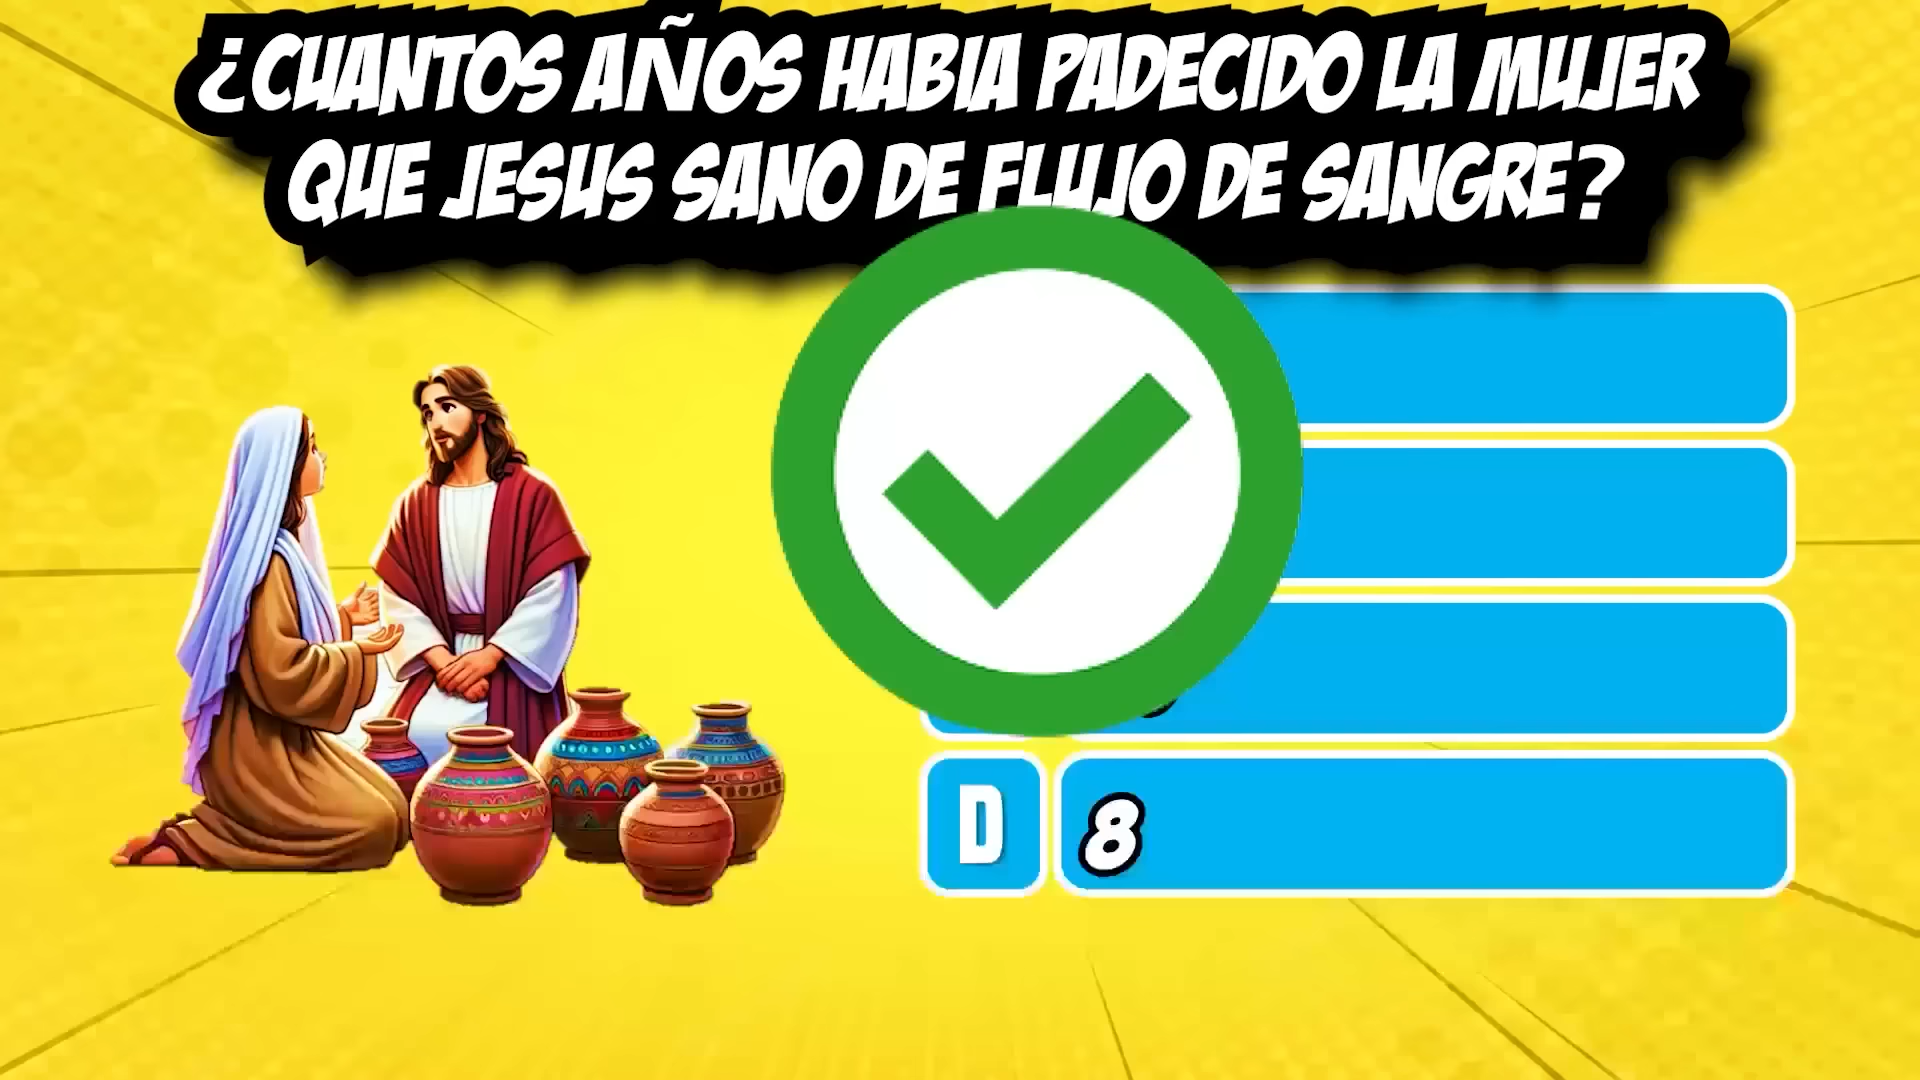 ¿CUANTOS AÑOS HABIA PADECIDO LA MUJER
QUE JESUS SANO DE FLUJO DE SANGRE?
D 8